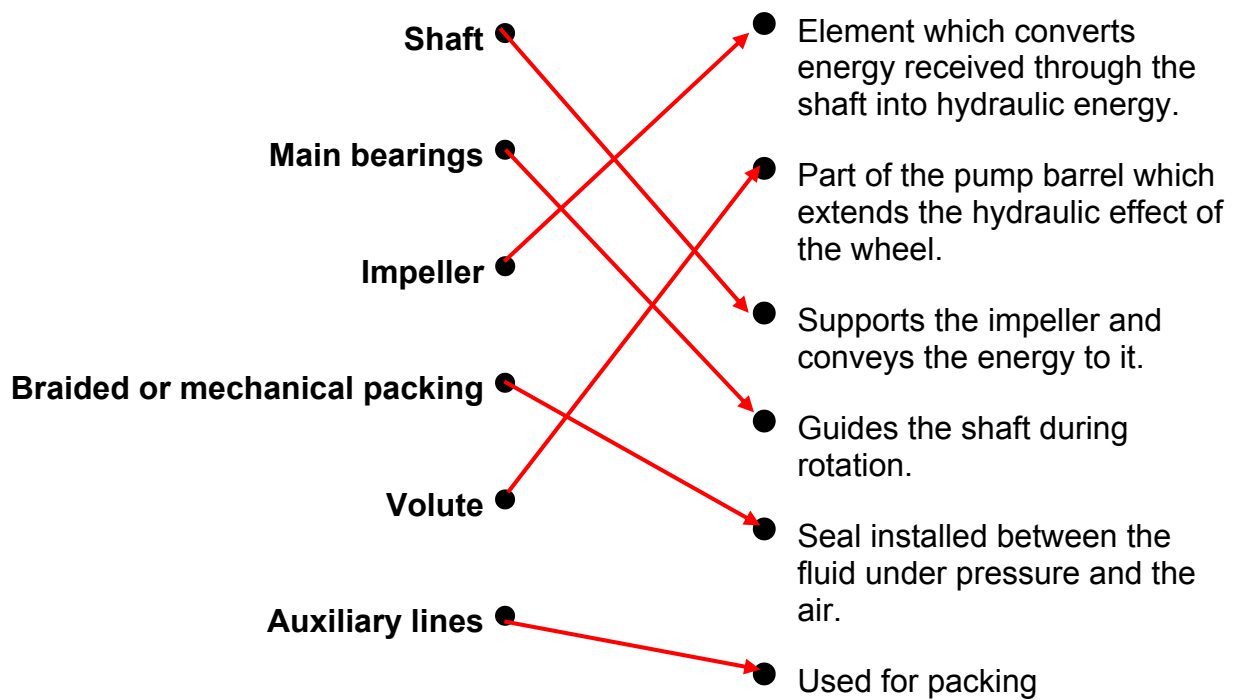 Shaft
Main bearings
Impeller
Braided or mechanical packing
Volute
Auxiliary lines
Element which converts
energy received through the
shaft into hydraulic energy.
Part of the pump barrel which
extends the hydraulic effect of
the wheel.
Supports the impeller and
conveys the energy to it.
Guides the shaft during
rotation.
Seal installed between the
fluid under pressure and the
air.
Used for packing